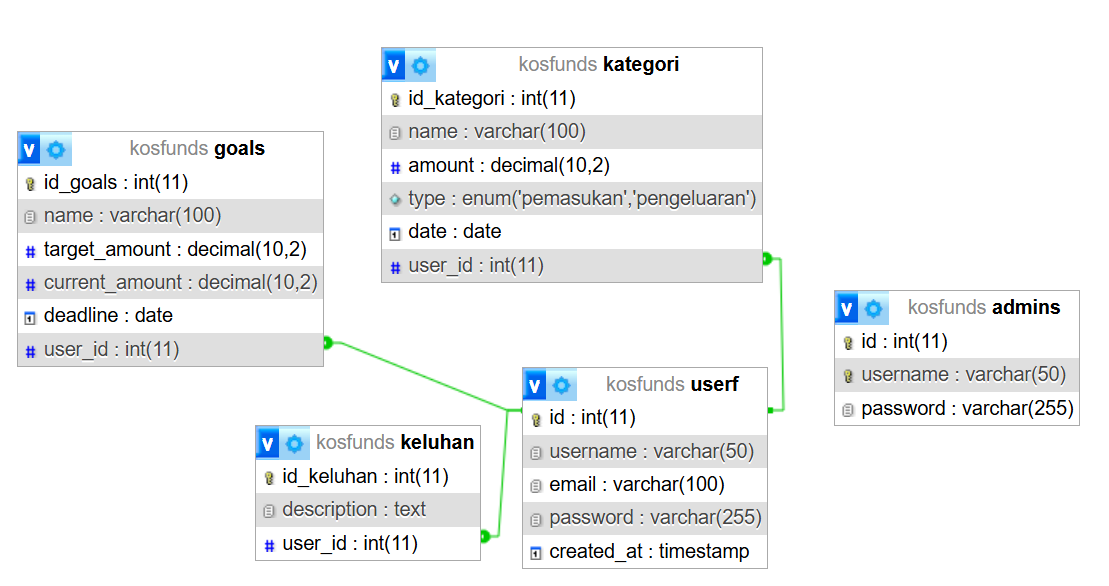 kosfunds kategori
id_kategori : int(11)
name : varchar(100)
amount : decimal(10,2)
type : enum('pemasukan','pengeluaran')
date : date
user_id : int(11)
kosfunds goals
id_goals : int(11)
name : varchar(100)
target_amount : decimal(10,2)
current_amount : decimal(10,2)
deadline : date
user_id : int(11)
kosfunds admins
id : int(11)
username : varchar(50)
password : varchar(255)
kosfunds userf
id : int(11)
username : varchar(50)
email : varchar(100)
password : varchar(255)
created_at : timestamp
kosfunds keluhan
id_keluhan : int(11)
description : text
user_id : int(11)